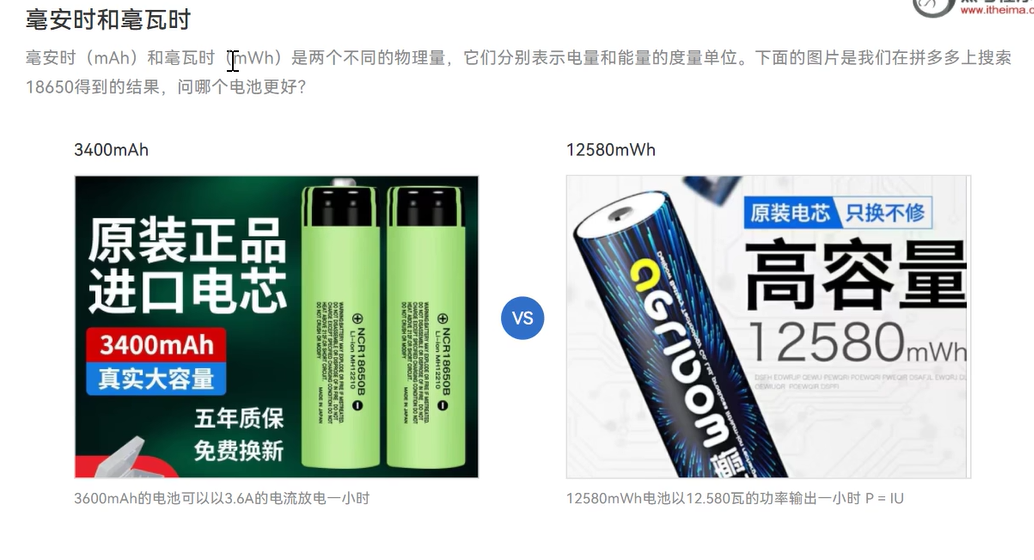 毫安时和毫瓦时
www.itheima.c
毫安时（mAh）和毫瓦时（mWh）是两个不同的物理量，它们分别表示电量和能量的度量单位。下面的图片是我们在拼多多上搜索
18650得到的结果，问哪个电池更好？
3400mAh
12580mWh
原装正品
进口电芯
3400mAh
真实大容量
五年质保
免费换新
NCR18650B
Li-ion MH12210
MADE IN JAPAN
NCR18650B
Li-ion MH12210
MADE IN JAPAN
VS
原装电芯 只换不修
高容量
12580mWh
3600mAh的电池可以以3.6A的电流放电一小时
12580mWh电池以12.580瓦的功率输出一小时 P = IU